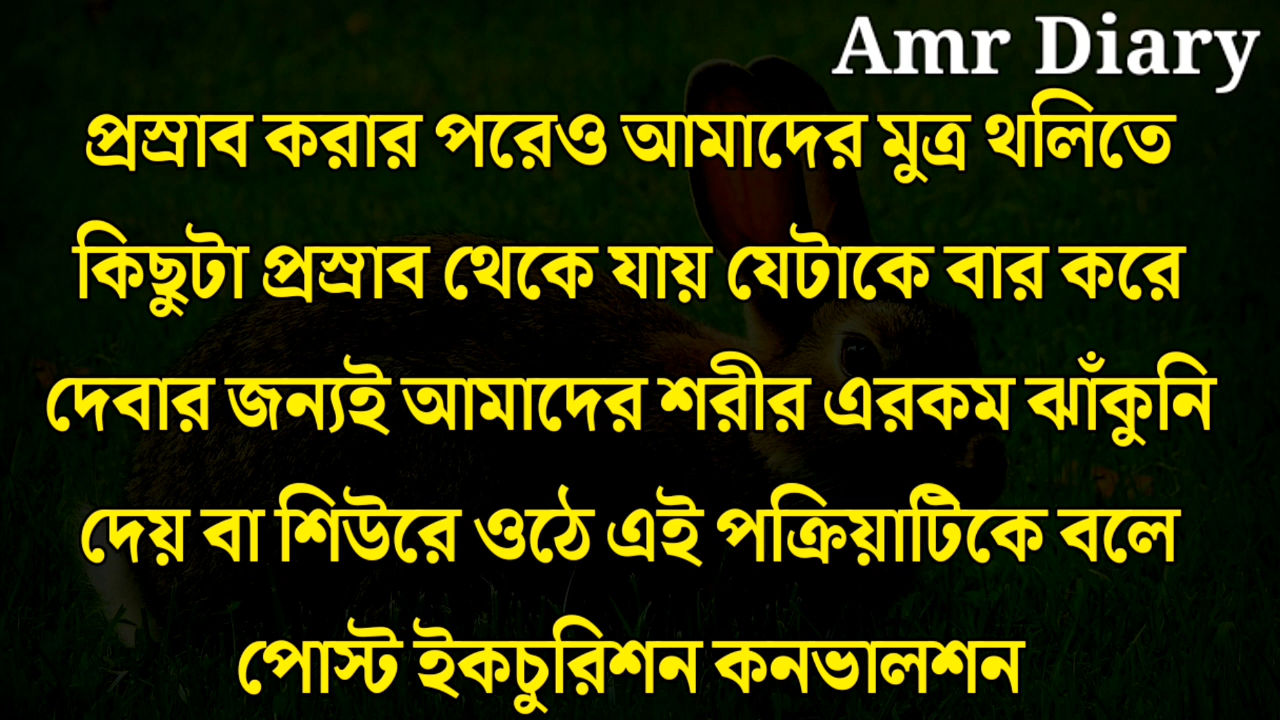 Amr Diary
প্রস্রাব করার পরেও আমাদের মুত্র থলিতে
কিছুটা প্রস্রাব থেকে যায় যেটাকে বার করে
দেবার জন্যই আমাদের শরীর এরকম ঝাঁকুনি
দেয় বা শিউরে ওঠে এই পক্রিয়াটিকে বলে
পোস্ট ইকচুরিশন কনভালশন